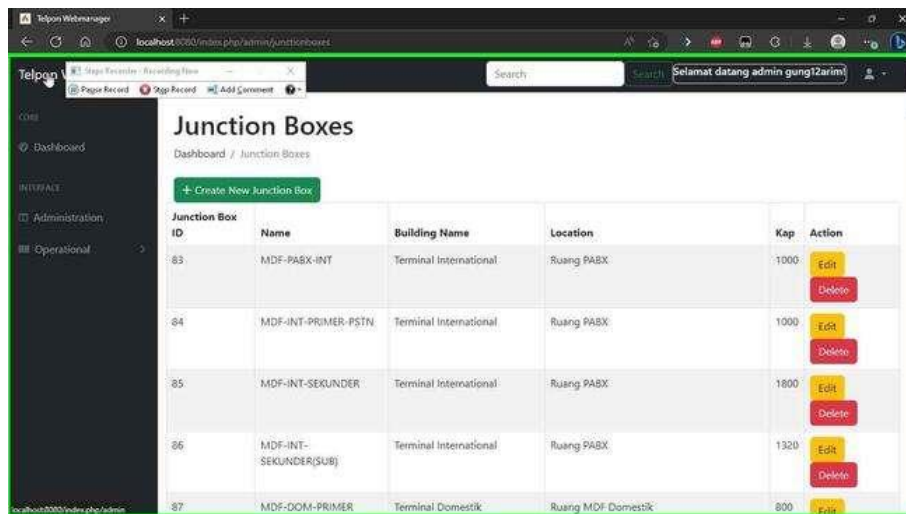 Telpon Webmanager
localhost:8080/index.php/admin/junctionboxes
Telpon W
Steps Recorder - Recording Now
Pause Record Stop Record Add Comment
Search
Search
Selamat datang admin gung12arim!
CORE
Dashboard
INTERFACE
Administration
Operational
Junction Boxes
Dashboard / Junction Boxes
+ Create New Junction Box
Junction Box ID Name Building Name Location Kap Action
83 MDF-PABX-INT Terminal International Ruang PABX 1000 Edit
Delete
84 MDF-INT-PRIMER-PSTN Terminal International Ruang PABX 1000 Edit
Delete
85 MDF-INT-SEKUNDER Terminal International Ruang PABX 1800 Edit
Delete
86 MDF-INT-SEKUNDER(SUB) Terminal International Ruang PABX 1320 Edit
Delete
87 MDF-DOM-PRIMER Terminal Domestik Ruang MDF Domestik 800 Edit
localhost:8080/index.php/admin